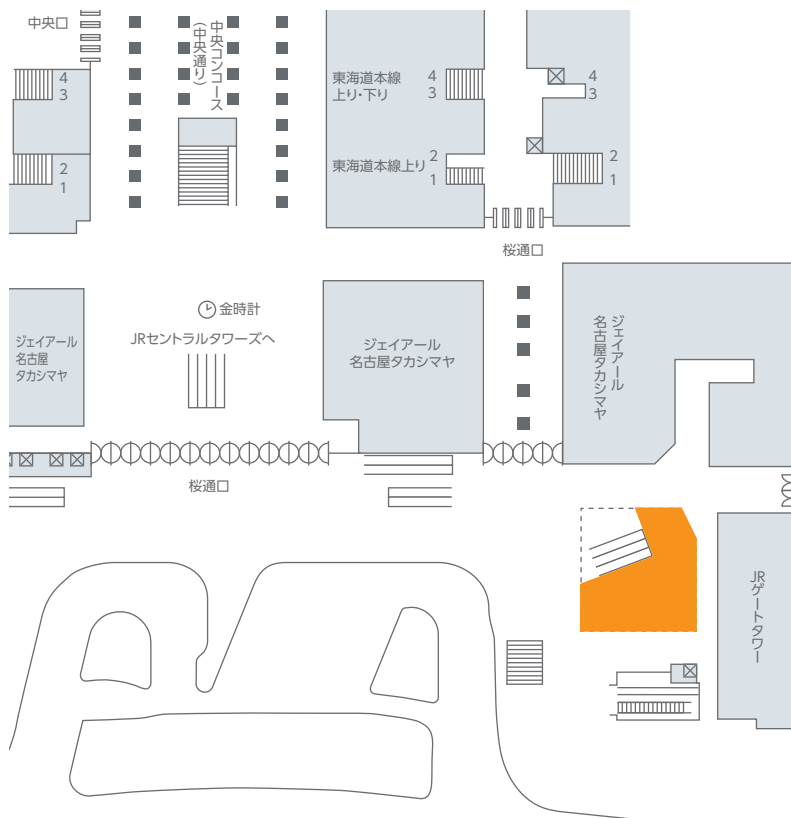 中央口
中央コンコース
(中央通り)
4
3
2
1
東海道本線
上り・下り
4
3
東海道本線上り
2
1
4
3
2
1
桜通口
金時計
JRセントラルタワーズへ
ジェイアール
名古屋
タカシマヤ
ジェイアール
名古屋タカシマヤ
ジェイアール
名古屋タカシマヤ
桜通口
JRゲートタワー